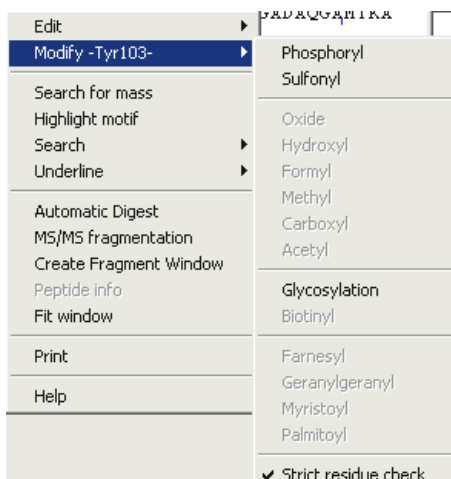 GADAQGAMTKA
Edit
Modify -Tyr103-
Search for mass
Highlight motif
Search
Underline
Automatic Digest
MS/MS fragmentation
Create Fragment Window
Peptide info
Fit window
Print
Help
Phosphoryl
Sulfonyl
Oxide
Hydroxyl
Formyl
Methyl
Carboxyl
Acetyl
Glycosylation
Biotinyl
Farnesyl
Geranylgeranyl
Myristoyl
Palmitoyl
Strict residue check